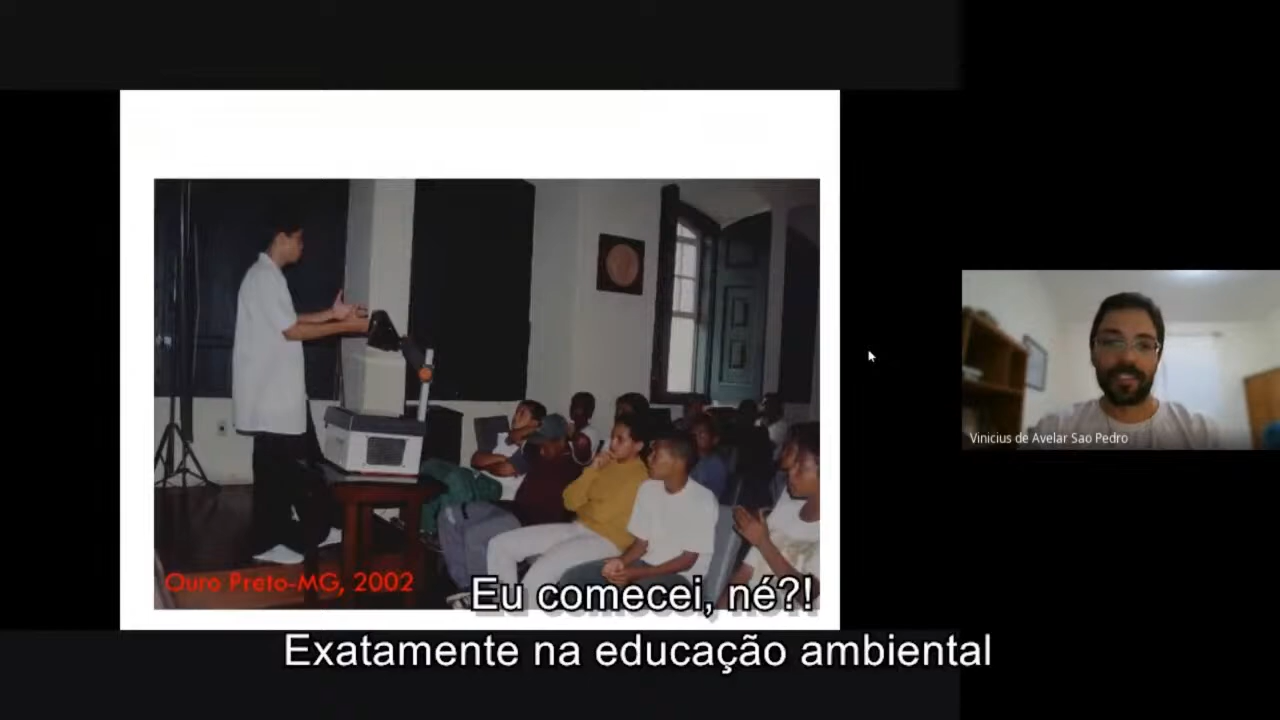 Vinicius de Avelar Sao Pedro
Ouro Preto-MG, 2002
Eu comecei, né?!
Exatamente na educação ambiental